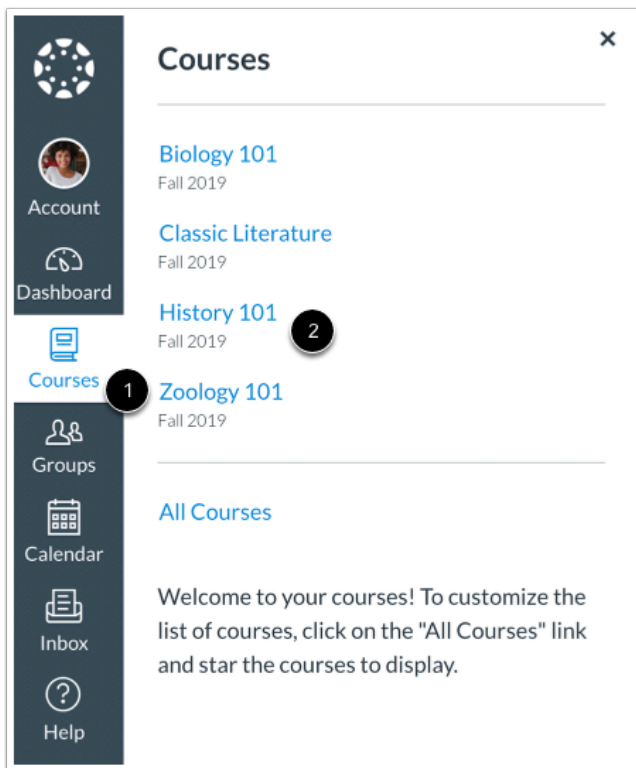 Courses
×
Account
Dashboard
Courses
1
Groups
Calendar
Inbox
?
Help
Biology 101
Fall 2019
Classic Literature
Fall 2019
History 101
Fall 2019
2
Zoology 101
Fall 2019
All Courses
Welcome to your courses! To customize the
list of courses, click on the "All Courses" link
and star the courses to display.